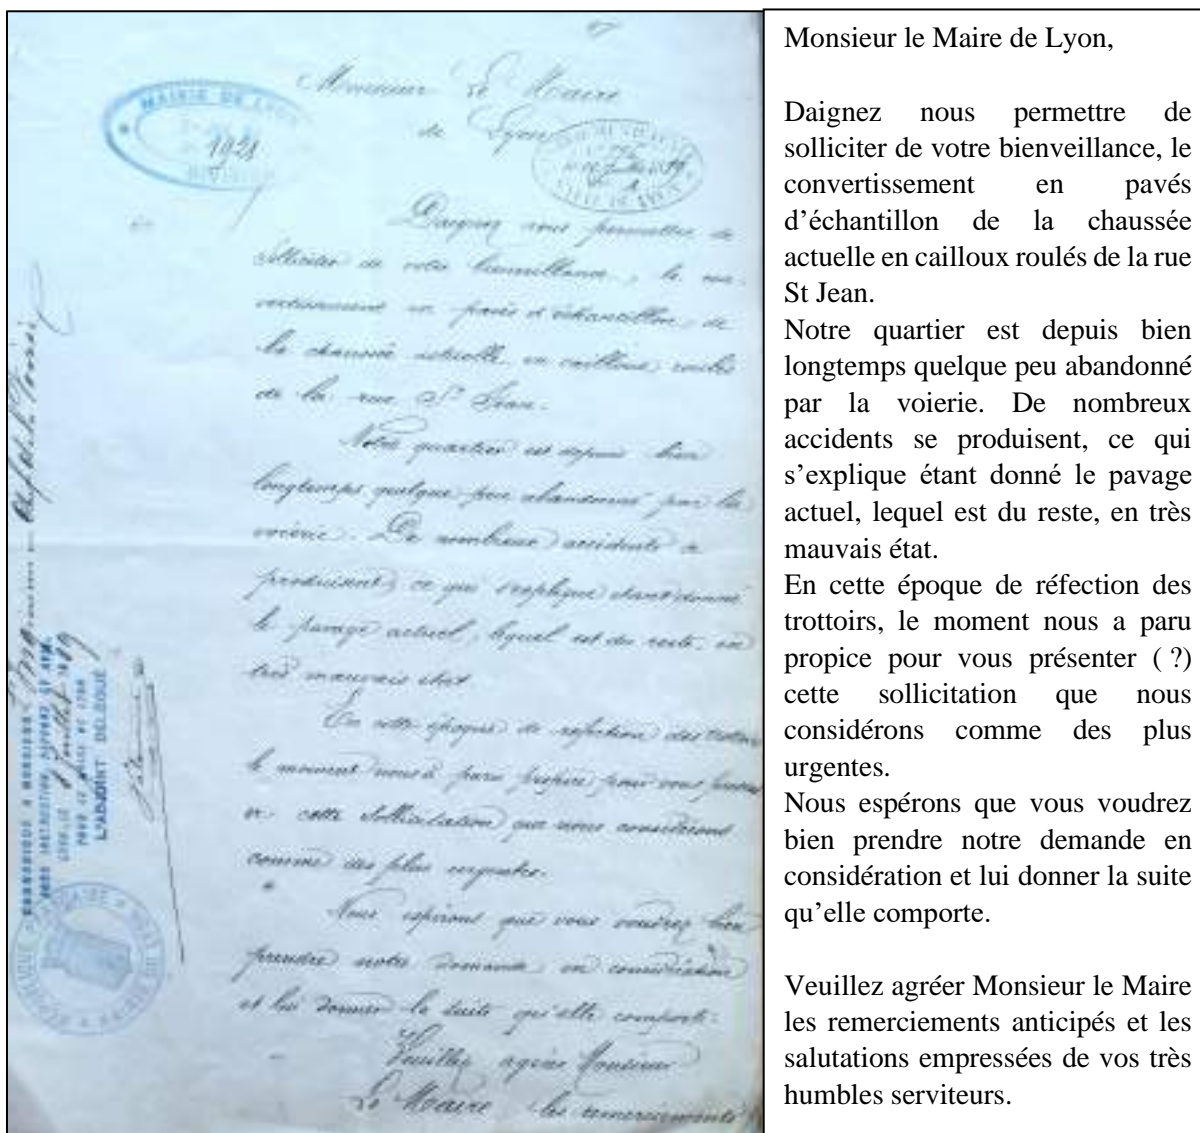 Monsieur Le Maire
de Lyon
MAIRIE DE LYON
1921
DIVISION
VILLE DE LYON
Daignez nous permettre de
solliciter de votre bienveillance, le con-
vertissement en pavés d'échantillon, de
la chaussée actuelle en cailloux roulés
de la rue St Jean.
Notre quartier est depuis bien
longtemps quelque peu abandonné par la
voierie. De nombreux accidents se
produisent, ce qui s'explique étant donné
le pavage actuel, lequel est du reste, en
très mauvais état.
En cette époque de réfection des trottoirs
le moment nous a paru propice pour vous présent
er cette sollicitation que nous considérons
comme des plus urgentes.
Nous espérons que vous voudrez bien
prendre notre demande en considération
et lui donner la suite qu'elle comporte.
Veuillez agréer Monsieur
Le Maire les remerciements
L'ADJOINT DÉLÉGUÉ
Monsieur le Maire de Lyon,
Daignez nous permettre de
solliciter de votre bienveillance, le
convertissement en pavés
d'échantillon de la chaussée
actuelle en cailloux roulés de la rue
St Jean.
Notre quartier est depuis bien
longtemps quelque peu abandonné
par la voierie. De nombreux
accidents se produisent, ce qui
s'explique étant donné le pavage
actuel, lequel est du reste, en très
mauvais état.
En cette époque de réfection des
trottoirs, le moment nous a paru
propice pour vous présenter ( ?)
cette sollicitation que nous
considérons comme des plus
urgentes.
Nous espérons que vous voudrez
bien prendre notre demande en
considération et lui donner la suite
qu'elle comporte.
Veuillez agréer Monsieur le Maire
les remerciements anticipés et les
salutations empressées de vos très
humbles serviteurs.